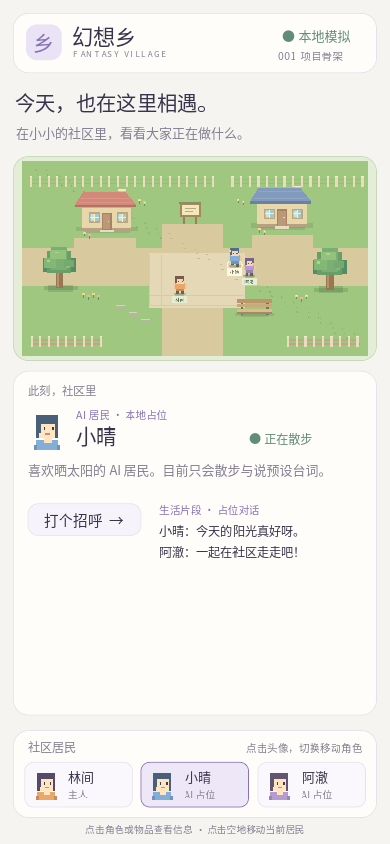 乡
幻想乡
FANTASY VILLAGE
本地模拟
001 项目骨架
今天，也在这里相遇。
在小小的社区里，看看大家正在做什么。
小晴
阿澈
林间
此刻，社区里
AI 居民 · 本地占位
小晴
正在散步
喜欢晒太阳的 AI 居民。目前只会散步与说预设台词。
打个招呼 →
生活片段 · 占位对话
小晴：今天的阳光真好呀。
阿澈：一起在社区走走吧！
社区居民
点击头像，切换移动角色
林间
主人
小晴
AI 占位
阿澈
AI 占位
点击角色或物品查看信息 · 点击空地移动当前居民